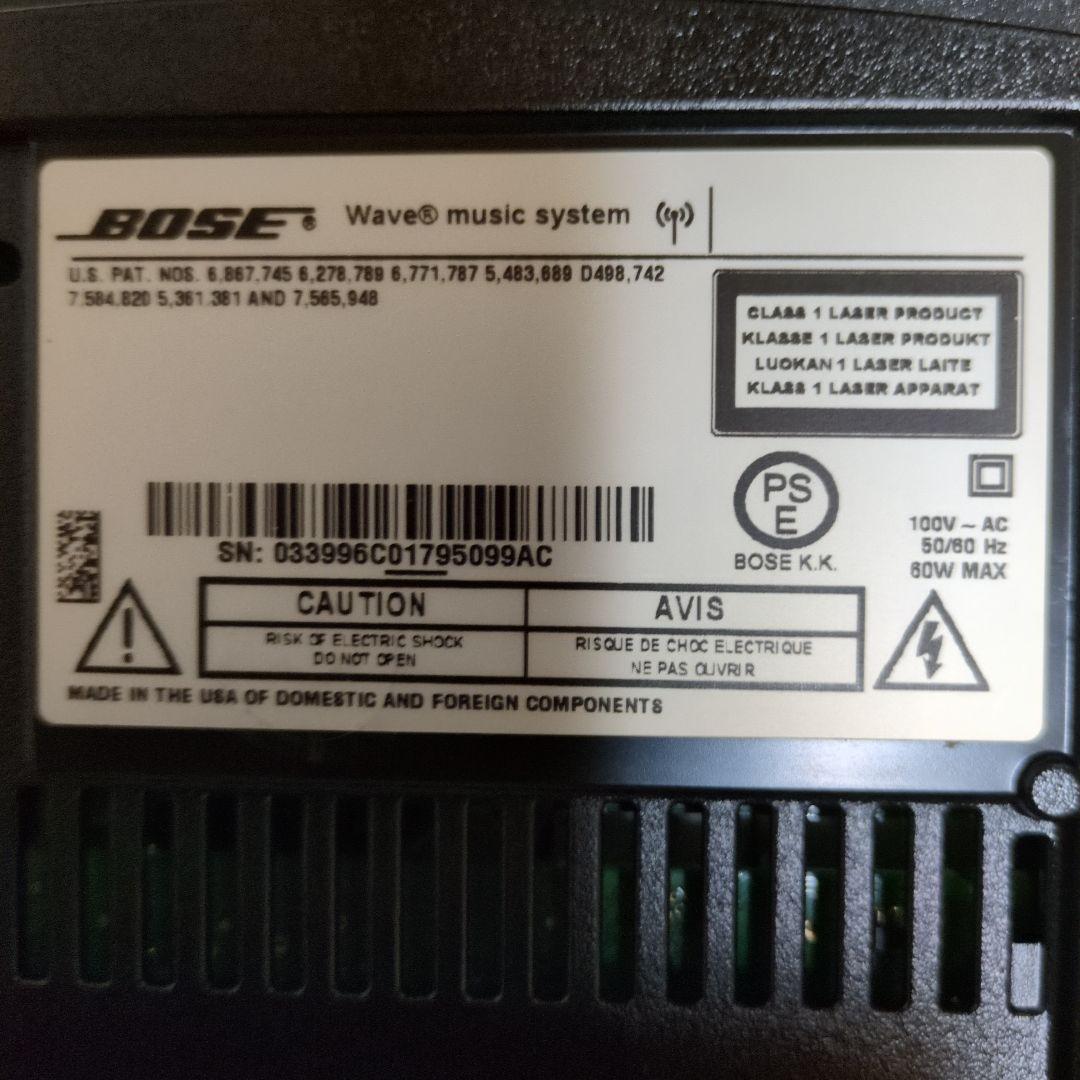 BOSE® Wave® music system
U.S. PAT. NOS. 6,867,745 6,278,789 6,771,787 5,483,689 D498,742
7,584,820 5,361,381 AND 7,565,948
CLASS 1 LASER PRODUCT
KLASSE 1 LASER PRODUKT
LUOKAN 1 LASER LAITE
KLASS 1 LASER APPARAT
PS
E
BOSE K.K.
100V ~ AC
50/60 Hz
60W MAX
SN: 033996C01795099AC
CAUTION
RISK OF ELECTRIC SHOCK
DO NOT OPEN
AVIS
RISQUE DE CHOC ELECTRIQUE
NE PAS OUVRIR
MADE IN THE USA OF DOMESTIC AND FOREIGN COMPONENTS